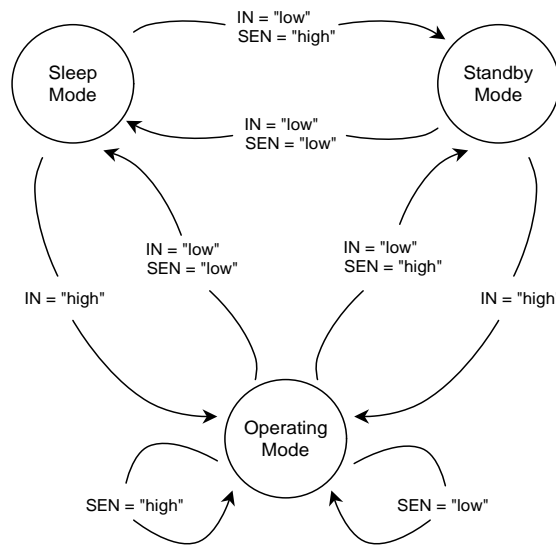 IN = "low"
SEN = "high"
Sleep
Mode
Standby
Mode
IN = "low"
SEN = "low"
IN = "low"
SEN = "low"
IN = "low"
SEN = "high"
IN = "high"
IN = "high"
Operating
Mode
SEN = "high"
SEN = "low"